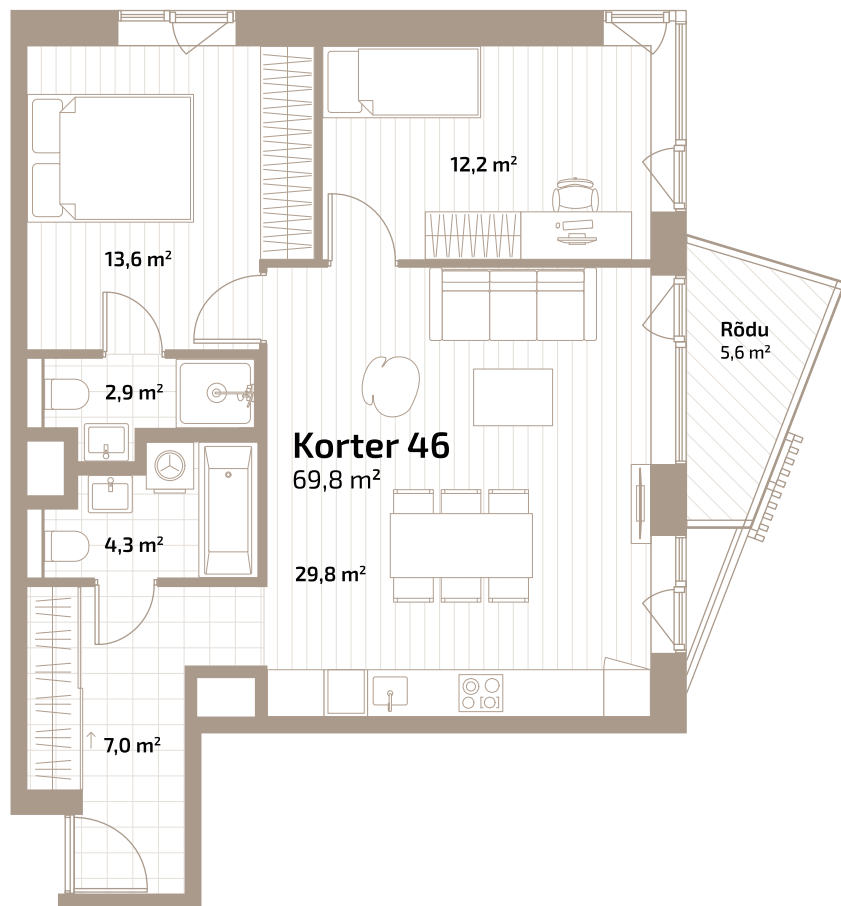 12,2 m²
13,6 m²
Rõdu
5,6 m²
2,9 m²
Korter 46
69,8 m²
4,3 m²
29,8 m²
7,0 m²